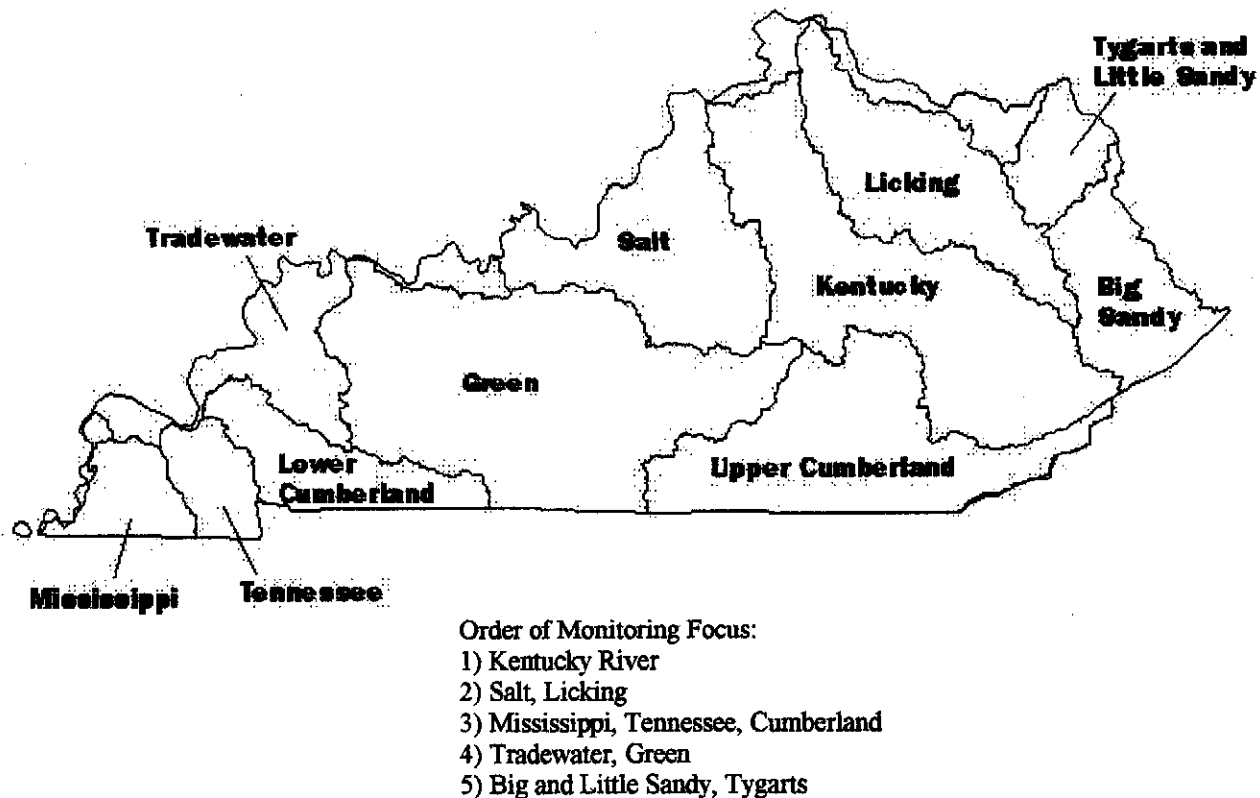 Tygarts and
Little Sandy
Licking
Tradewater
Salt
Kentucky
Big
Sandy
Green
Lower
Cumberland
Upper Cumberland
Mississippi
Tennessee
Order of Monitoring Focus:
1) Kentucky River
2) Salt, Licking
3) Mississippi, Tennessee, Cumberland
4) Tradewater, Green
5) Big and Little Sandy, Tygarts